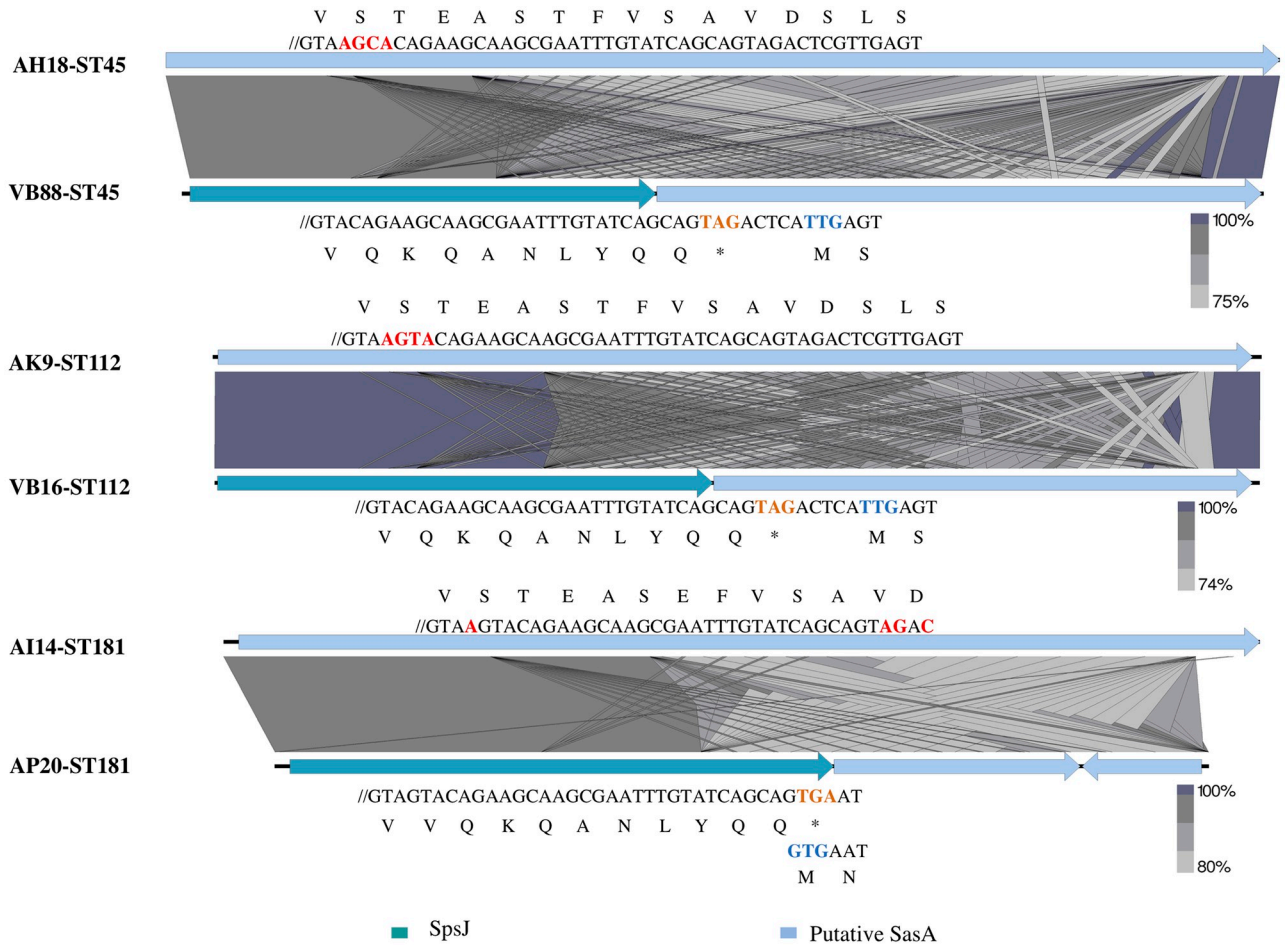 V S T E A S T F V S A V D S L S
//GTAAGCACAGAAGCAAGCGAATTTGTATCAGCAGTAGACTCGTTGAGT
AH18-ST45
VB88-ST45
//GTACAGAAGCAAGCGAATTTGTATCAGCAGTAGACTCATTGAGT
V Q K Q A N L Y Q Q * M S
100%
75%
V S T E A S T F V S A V D S L S
//GTAAGTACAGAAGCAAGCGAATTTGTATCAGCAGTAGACTCGTTGAGT
AK9-ST112
VB16-ST112
//GTACAGAAGCAAGCGAATTTGTATCAGCAGTAGACTCATTGAGT
V Q K Q A N L Y Q Q * M S
100%
74%
V S T E A S E F V S A V D
//GTAAGTACAGAAGCAAGCGAATTTGTATCAGCAGTAGAC
AI14-ST181
AP20-ST181
//GTAGTACAGAAGCAAGCGAATTTGTATCAGCAGTGAAT
V V Q K Q A N L Y Q Q *
GTGAAT
M N
100%
80%
SpsJ Putative SasA